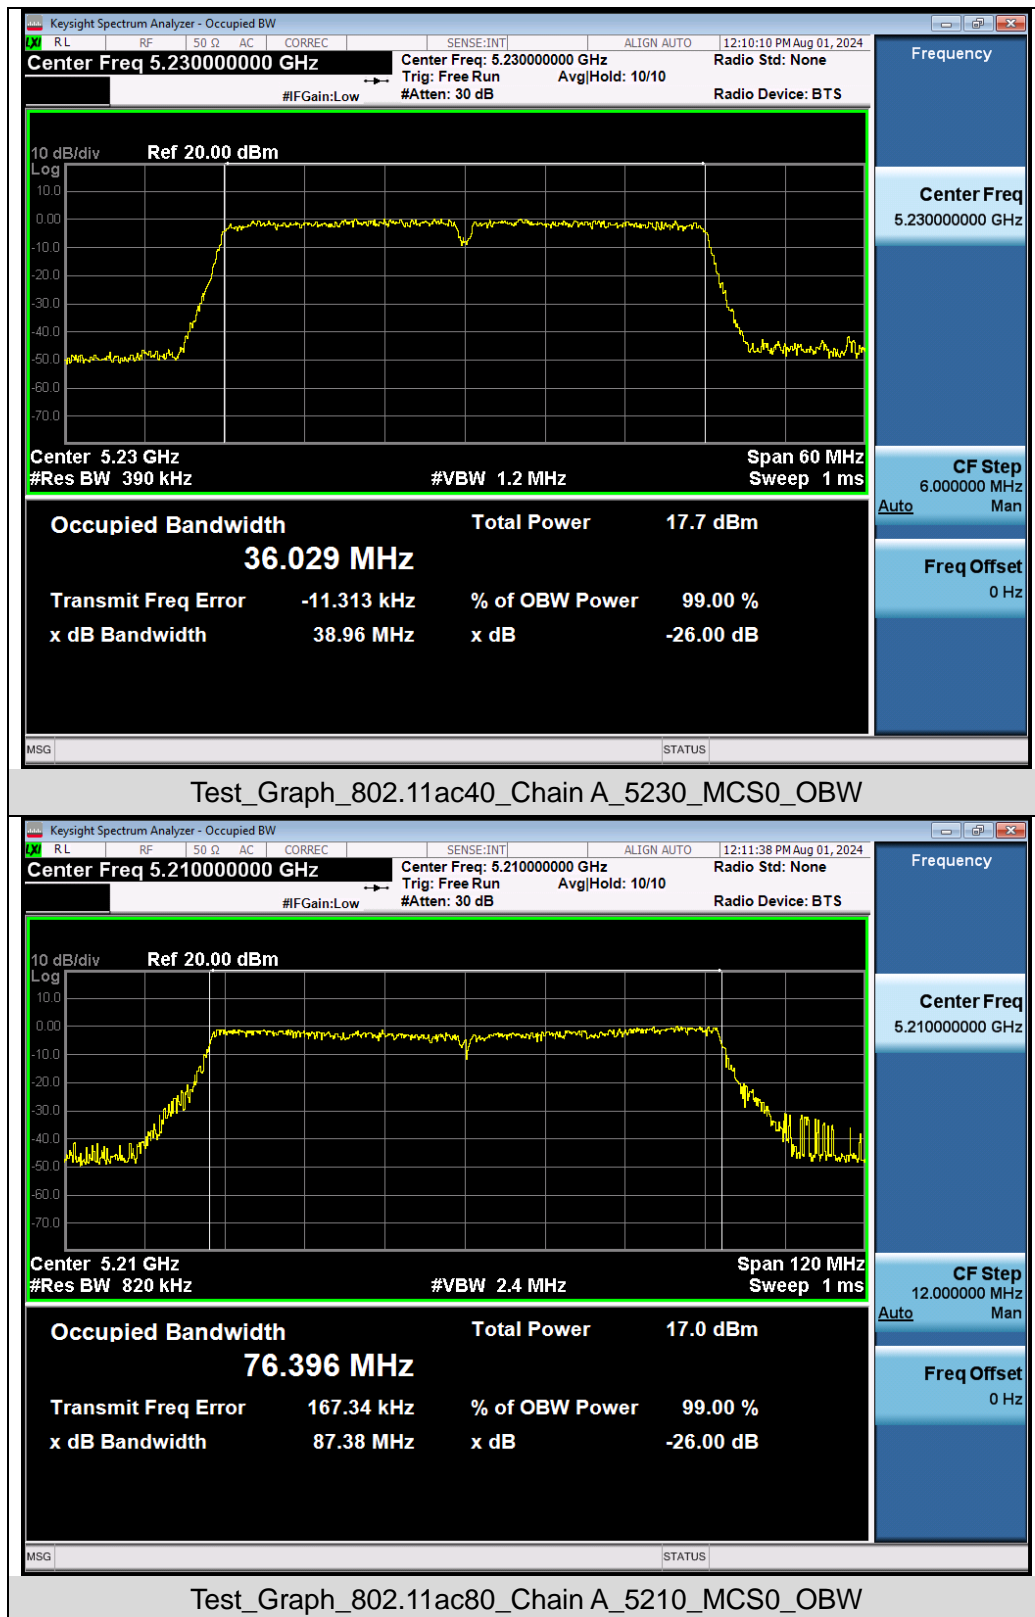 Keysight Spectrum Analyzer - Occupied BW
LXI RL RF 50 Ω AC CORREC SENSE:INT ALIGN AUTO 12:10:10 PM Aug 01, 2024
Center Freq 5.230000000 GHz
Center Freq: 5.230000000 GHz Radio Std: None
Trig: Free Run Avg|Hold: 10/10
#IFGain:Low #Atten: 30 dB Radio Device: BTS
Frequency
10 dB/div Ref 20.00 dBm
Log
10.0
0.00
-10.0
-20.0
-30.0
-40.0
-50.0
-60.0
-70.0
Center 5.23 GHz Span 60 MHz
#Res BW 390 kHz #VBW 1.2 MHz Sweep 1 ms
Center Freq
5.230000000 GHz
CF Step
6.000000 MHz
Auto Man
Freq Offset
0 Hz
Occupied Bandwidth Total Power 17.7 dBm
36.029 MHz
Transmit Freq Error -11.313 kHz % of OBW Power 99.00 %
x dB Bandwidth 38.96 MHz x dB -26.00 dB
MSG STATUS
Test_Graph_802.11ac40_Chain A_5230_MCS0_OBW
Keysight Spectrum Analyzer - Occupied BW
LXI RL RF 50 Ω AC CORREC SENSE:INT ALIGN AUTO 12:11:38 PM Aug 01, 2024
Center Freq 5.210000000 GHz
Center Freq: 5.210000000 GHz Radio Std: None
Trig: Free Run Avg|Hold: 10/10
#IFGain:Low #Atten: 30 dB Radio Device: BTS
Frequency
10 dB/div Ref 20.00 dBm
Log
10.0
0.00
-10.0
-20.0
-30.0
-40.0
-50.0
-60.0
-70.0
Center 5.21 GHz Span 120 MHz
#Res BW 820 kHz #VBW 2.4 MHz Sweep 1 ms
Center Freq
5.210000000 GHz
CF Step
12.000000 MHz
Auto Man
Freq Offset
0 Hz
Occupied Bandwidth Total Power 17.0 dBm
76.396 MHz
Transmit Freq Error 167.34 kHz % of OBW Power 99.00 %
x dB Bandwidth 87.38 MHz x dB -26.00 dB
MSG STATUS
Test_Graph_802.11ac80_Chain A_5210_MCS0_OBW